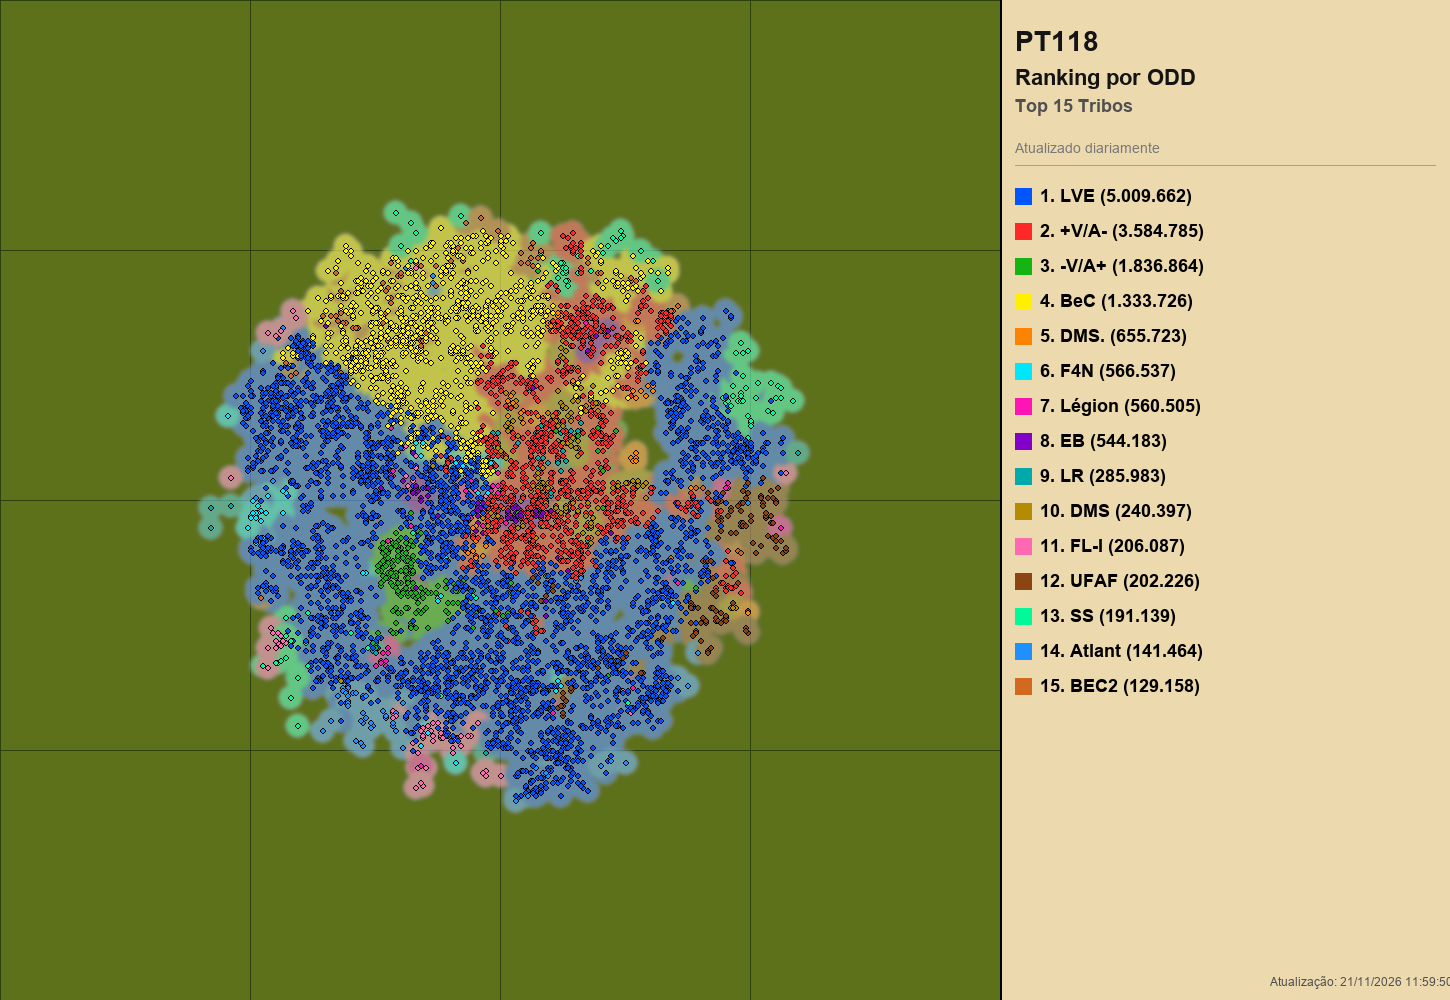 PT118
Ranking por ODD
Top 15 Tribos
Atualizado diariamente
1. LVE (5.009.662)
2. +V/A- (3.584.785)
3. -V/A+ (1.836.864)
4. BeC (1.333.726)
5. DMS. (655.723)
6. F4N (566.537)
7. Légion (560.505)
8. EB (544.183)
9. LR (285.983)
10. DMS (240.397)
11. FL-I (206.087)
12. UFAF (202.226)
13. SS (191.139)
14. Atlant (141.464)
15. BEC2 (129.158)
Atualização: 21/11/2026 11:59:50